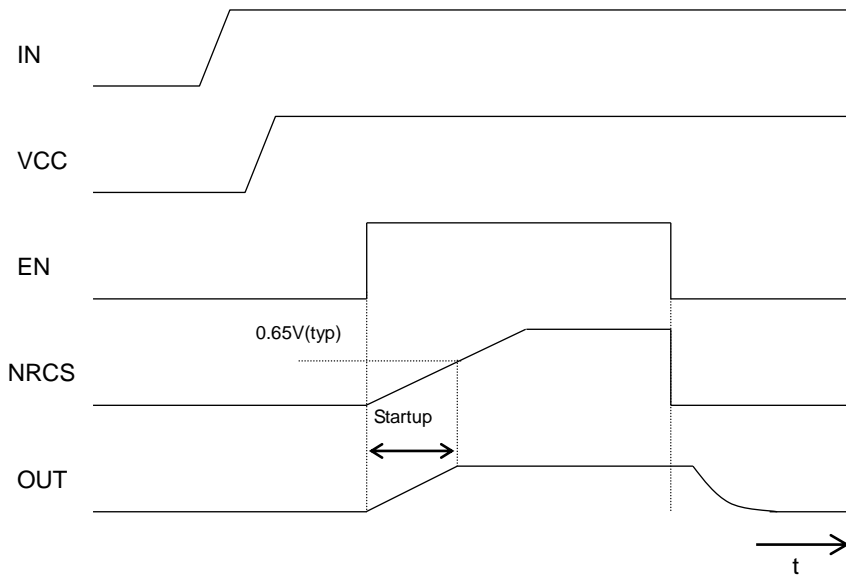 IN
VCC
EN
0.65V(typ)
NRCS
Startup
OUT
t